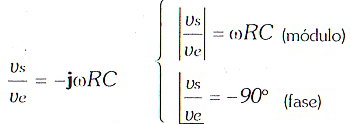 vs/ve = -jωRC
|vs/ve| = ωRC (módulo)
∠vs/ve = -90° (fase)